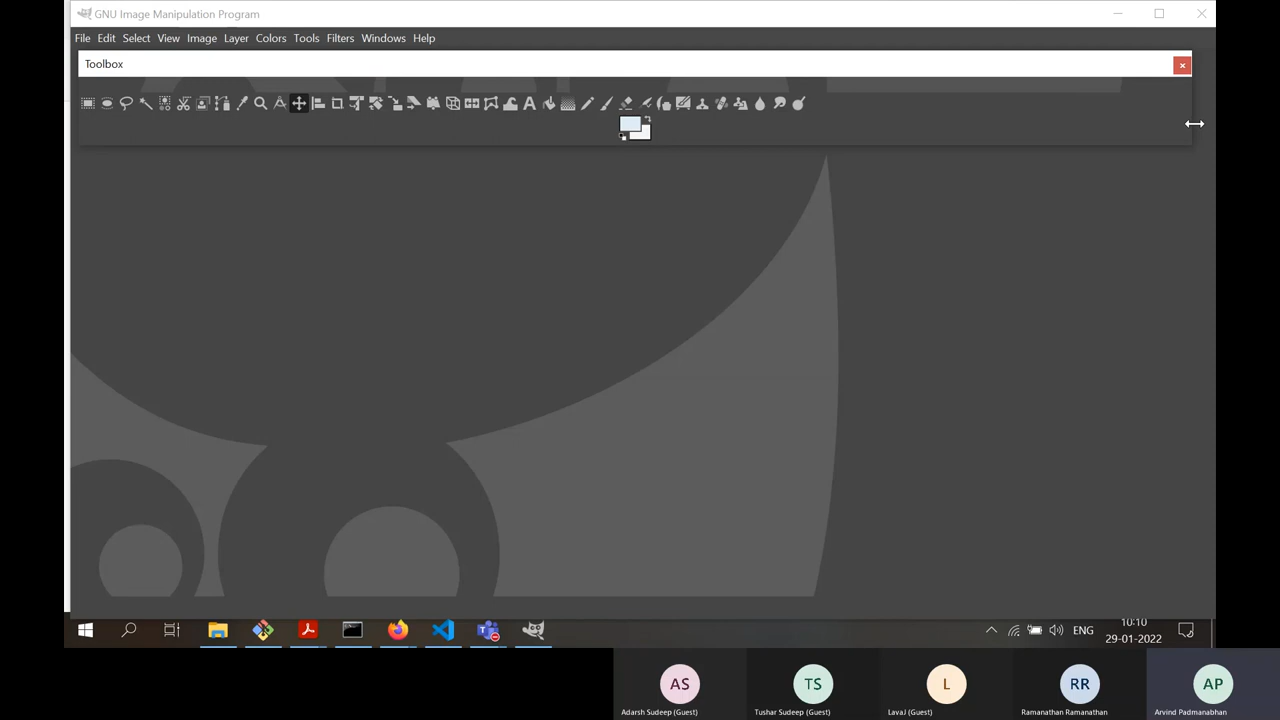 GNU Image Manipulation Program
File Edit Select View Image Layer Colors Tools Filters Windows Help
Toolbox
ENG
10:10
29-01-2022
AS
TS
L
RR
AP
Adarsh Sudeep (Guest)
Tushar Sudeep (Guest)
LavaJ (Guest)
Ramanathan Ramanathan
Arvind Padmanabhan